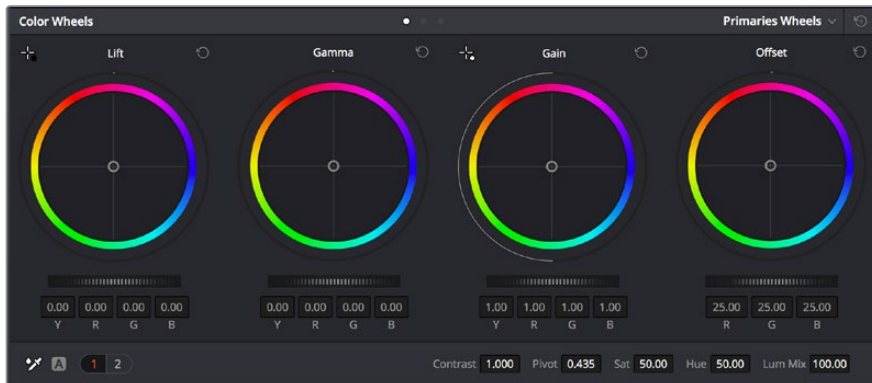 Color Wheels Primaries Wheels
Lift Gamma Gain Offset
0.00 0.00 0.00 0.00 0.00 0.00 0.00 0.00 1.00 1.00 1.00 1.00 25.00 25.00 25.00
Y R G B Y R G B Y R G B R G B
A 1 2 Contrast 1.000 Pivot 0.435 Sat 50.00 Hue 50.00 Lum Mix 100.00